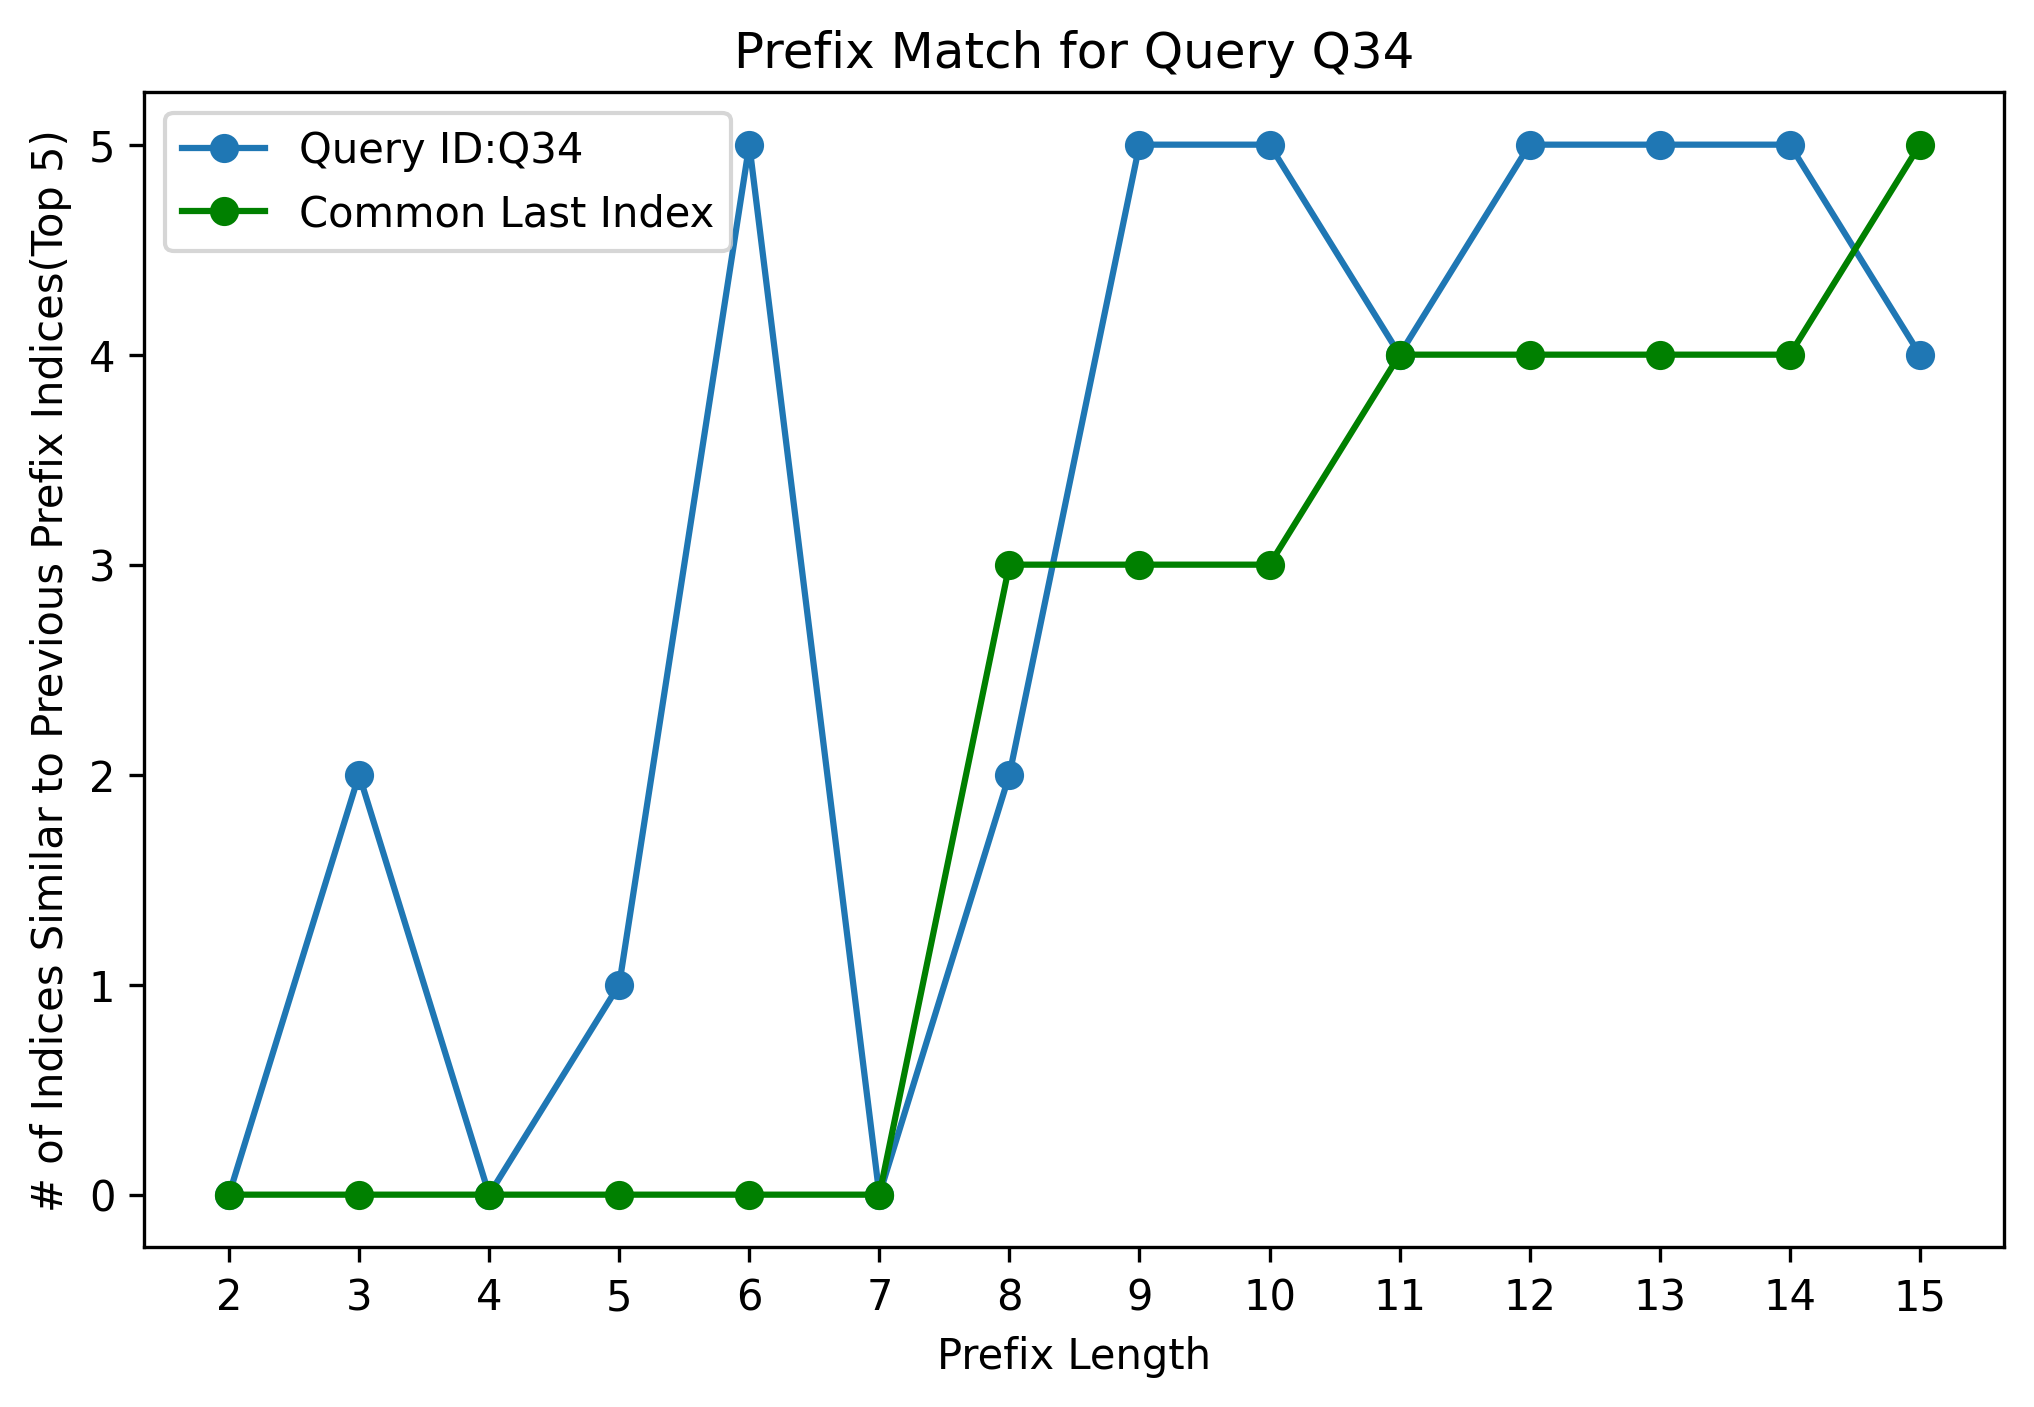 Prefix Match for Query Q34
Query ID:Q34
Common Last Index
# of Indices Similar to Previous Prefix Indices(Top 5)
5
4
3
2
1
0
2 3 4 5 6 7 8 9 10 11 12 13 14 15
Prefix Length